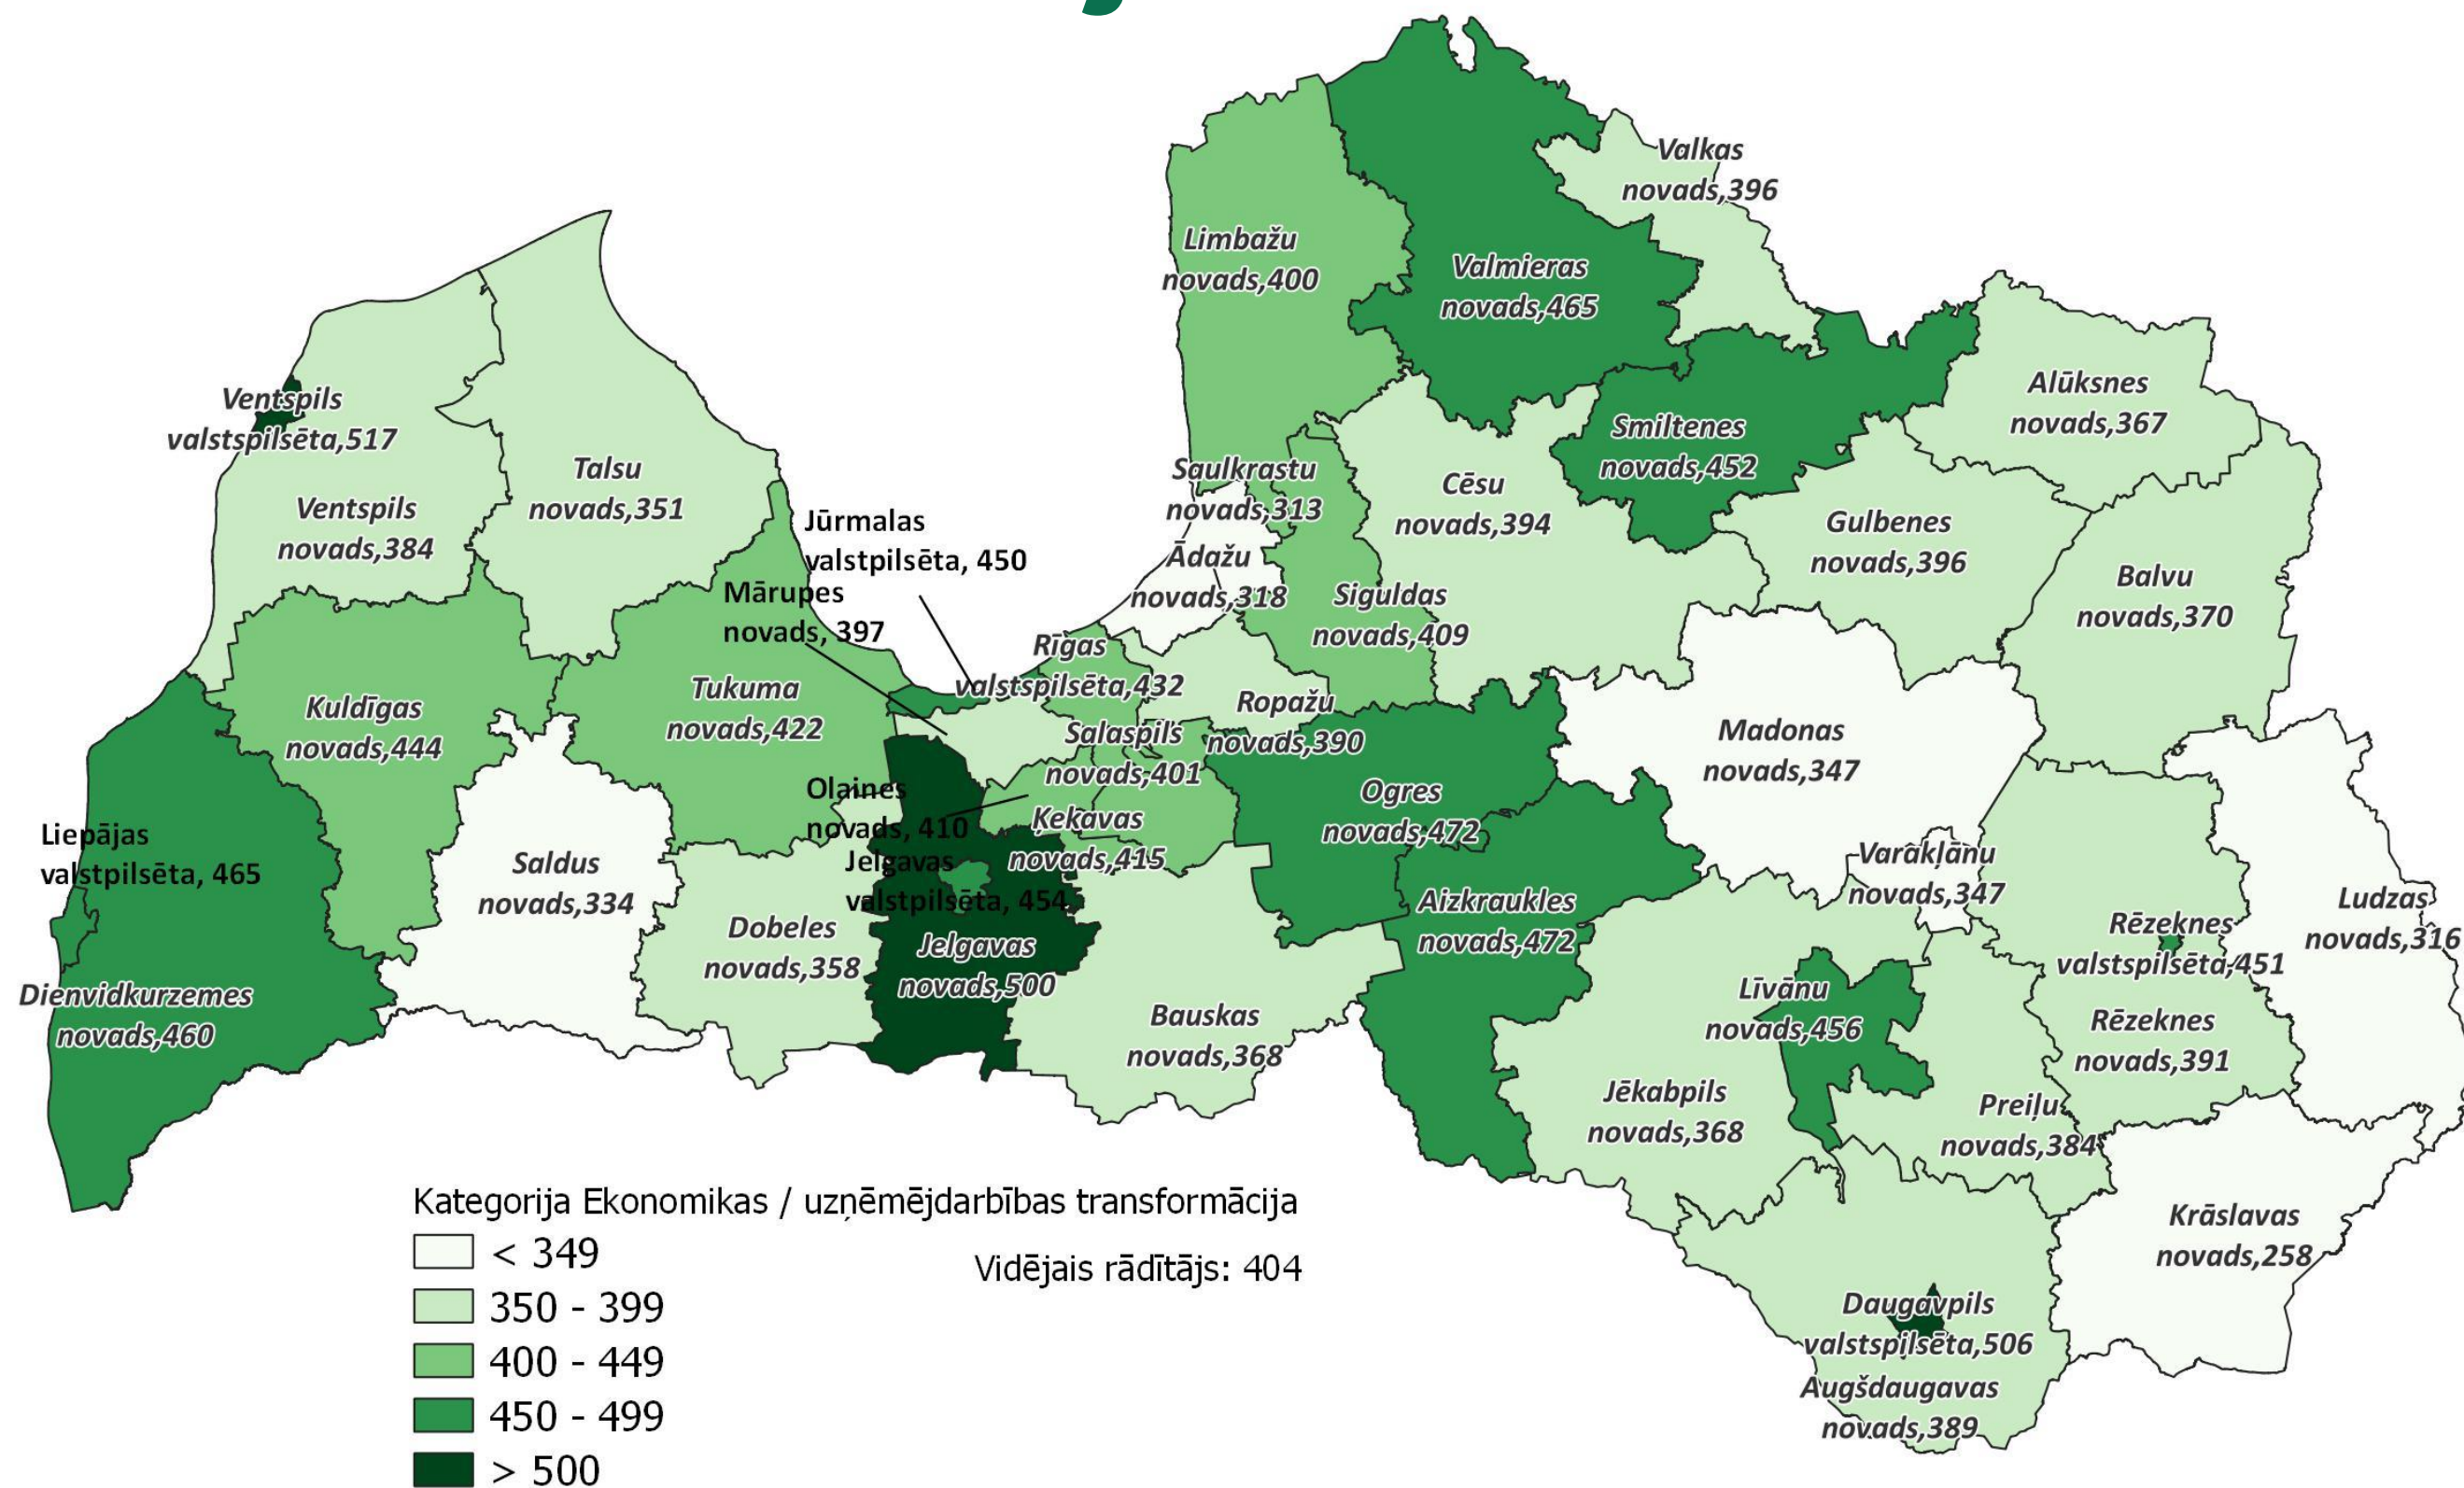 Valkas
novads,396
Limbažu
novads,400
Valmieras
novads,465
Ventspils
valstspilsēta,517
Alūksnes
novads,367
Smiltenes
novads,452
Talsu
novads,351
Saulkrastu
novads,313
Cēsu
novads,394
Ventspils
novads,384
Jūrmalas
valstpilsēta, 450
Gulbenes
novads,396
Ādažu
novads,318
Balvu
novads,370
Mārupes
novads, 397
Siguldas
novads,409
Rīgas
valstspilsēta,432
Kuldīgas
novads,444
Tukuma
novads,422
Ropažu
novads,390
Salaspils
novads,401
Madonas
novads,347
Olaines
novads, 410
Ķekavas
novads,415
Ogres
novads,472
Liepājas
valstpilsēta, 465
Saldus
novads,334
Jelgavas
valstpilsēta, 454
Varakļānu
novads,347
Aizkraukles
novads,472
Ludzas
novads,316
Dobeles
novads,358
Jelgavas
novads,500
Rēzeknes
valstspilsēta,451
Dienvidkurzemes
novads,460
Līvānu
novads,456
Bauskas
novads,368
Rēzeknes
novads,391
Jēkabpils
novads,368
Preiļu
novads,384
Krāslavas
novads,258
Daugavpils
valstspilsēta,506
Augšdaugavas
novads,389
Kategorija Ekonomikas / uzņēmējdarbības transformācija
< 349
350 - 399
400 - 449
450 - 499
> 500
Vidējais rādītājs: 404